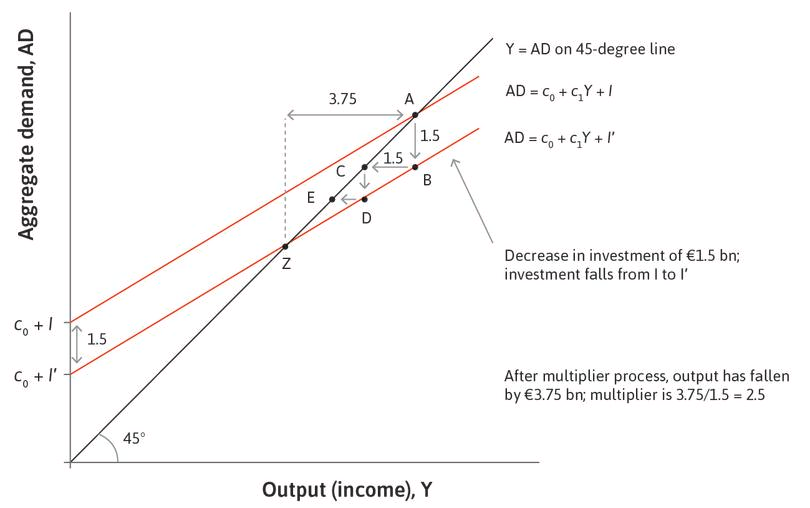 Aggregate demand, AD
Y = AD on 45-degree line
AD = c₀ + c₁Y + I
AD = c₀ + c₁Y + I′
3.75
A
1.5
1.5
C
B
E
D
Z
Decrease in investment of €1.5 bn;
investment falls from I to I′
c₀ + I
1.5
c₀ + I′
After multiplier process, output has fallen
by €3.75 bn; multiplier is 3.75/1.5 = 2.5
45°
Output (income), Y